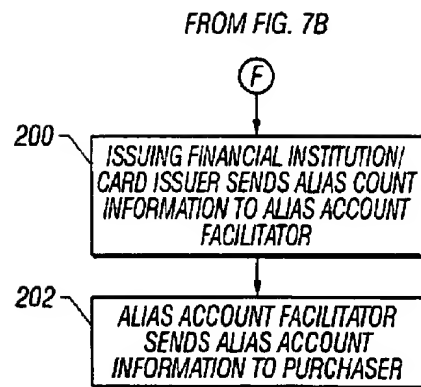 FROM FIG. 7B
F
200
ISSUING FINANCIAL INSTITUTION/
CARD ISSUER SENDS ALIAS COUNT
INFORMATION TO ALIAS ACCOUNT
FACILITATOR
202
ALIAS ACCOUNT FACILITATOR
SENDS ALIAS ACCOUNT
INFORMATION TO PURCHASER